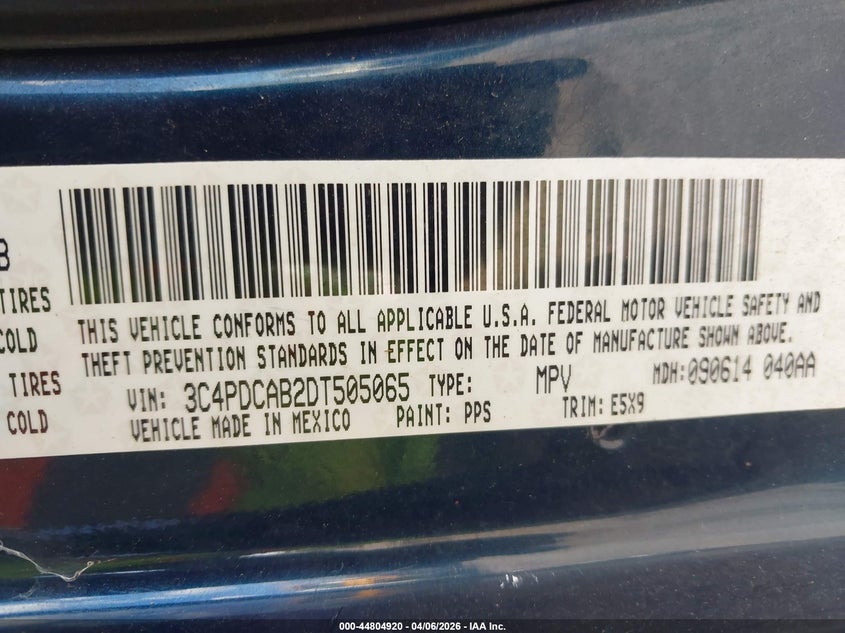 B
TIRES
COLD
TIRES
COLD
THIS VEHICLE CONFORMS TO ALL APPLICABLE U.S.A. FEDERAL MOTOR VEHICLE SAFETY AND
THEFT PREVENTION STANDARDS IN EFFECT ON THE DATE OF MANUFACTURE SHOWN ABOVE.
VIN: 3C4PDCAB2DT505065 TYPE: MPV MDH:090614 040AA
VEHICLE MADE IN MEXICO PAINT: PPS TRIM: E5X9
000-44804920 - 04/06/2026 - IAA Inc.